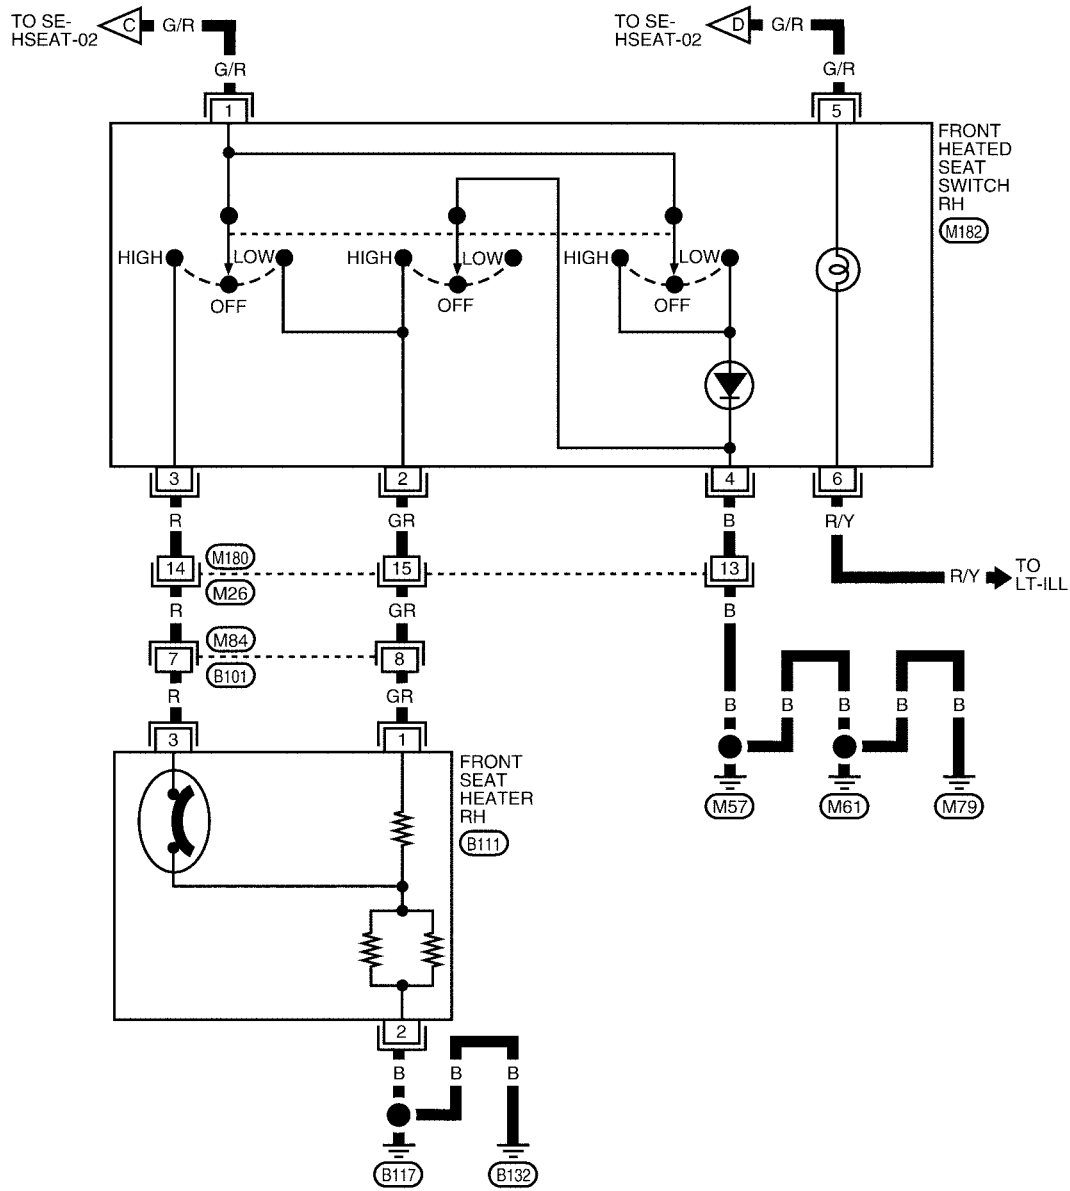 TO SE-
HSEAT-02
C
G/R
G/R
TO SE-
HSEAT-02
D
G/R
G/R
1
5
FRONT
HEATED
SEAT
SWITCH
RH
M182
HIGH
LOW
OFF
HIGH
LOW
OFF
HIGH
LOW
OFF
3
2
4
6
R
GR
B
R/Y
14
M180
M26
15
13
R/Y
TO
LT-ILL
R
GR
B
7
M84
B101
8
R
GR
B
B
B
B
B
3
1
FRONT
SEAT
HEATER
RH
B111
M57
M61
M79
2
B
B
B
B117
B132